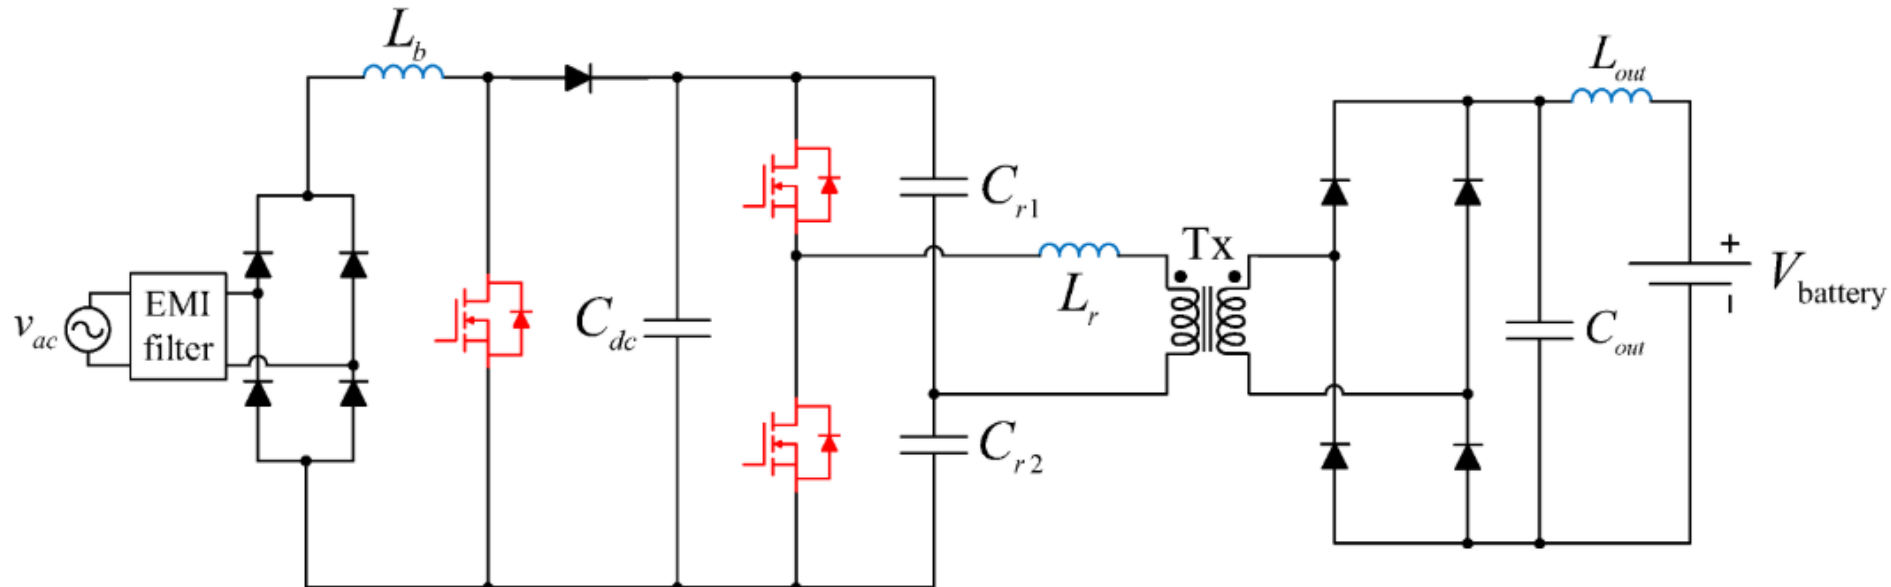 L_b
L_out
C_r1
Tx
V_battery
EMI
filter
v_ac
C_dc
L_r
C_out
C_r2
+
-